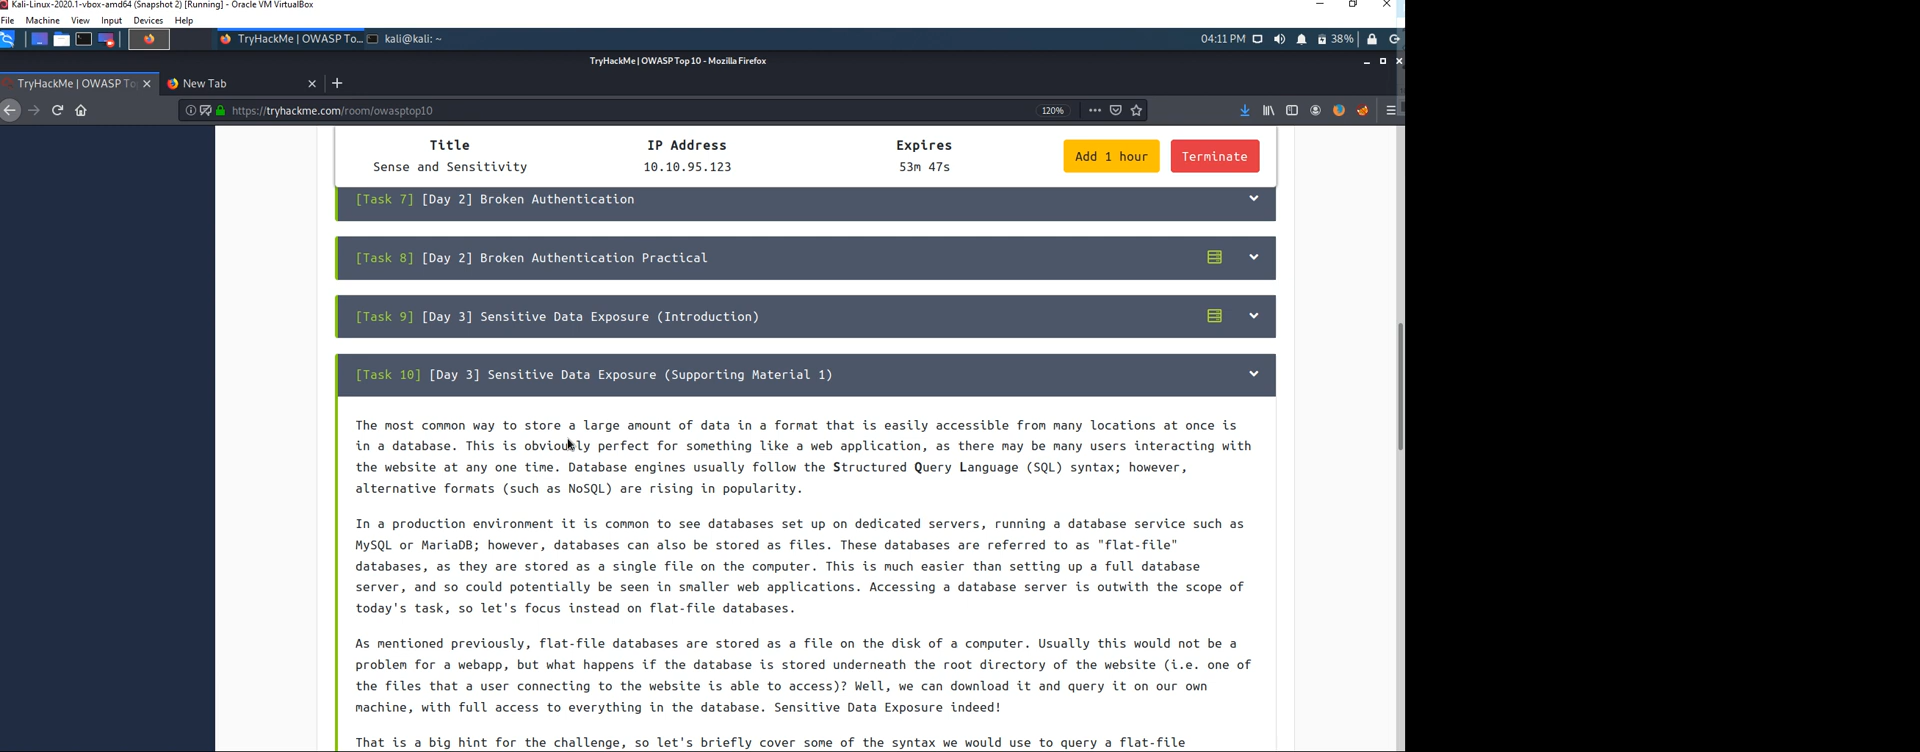 Kali-Linux-2020.1-vbox-amd64 (Snapshot 2) [Running] - Oracle VM VirtualBox
File Machine View Input Devices Help
TryHackMe | OWASP To... kali@kali: ~ 04:11 PM 38%
TryHackMe | OWASP Top 10 - Mozilla Firefox
TryHackMe | OWASP To New Tab
https://tryhackme.com/room/owasptop10 120%
Title IP Address Expires
Sense and Sensitivity 10.10.95.123 53m 47s Add 1 hour Terminate
[Task 7] [Day 2] Broken Authentication
[Task 8] [Day 2] Broken Authentication Practical
[Task 9] [Day 3] Sensitive Data Exposure (Introduction)
[Task 10] [Day 3] Sensitive Data Exposure (Supporting Material 1)
The most common way to store a large amount of data in a format that is easily accessible from many locations at once is
in a database. This is obviously perfect for something like a web application, as there may be many users interacting with
the website at any one time. Database engines usually follow the Structured Query Language (SQL) syntax; however,
alternative formats (such as NoSQL) are rising in popularity.
In a production environment it is common to see databases set up on dedicated servers, running a database service such as
MySQL or MariaDB; however, databases can also be stored as files. These databases are referred to as "flat-file"
databases, as they are stored as a single file on the computer. This is much easier than setting up a full database
server, and so could potentially be seen in smaller web applications. Accessing a database server is outwith the scope of
today's task, so let's focus instead on flat-file databases.
As mentioned previously, flat-file databases are stored as a file on the disk of a computer. Usually this would not be a
problem for a webapp, but what happens if the database is stored underneath the root directory of the website (i.e. one of
the files that a user connecting to the website is able to access)? Well, we can download it and query it on our own
machine, with full access to everything in the database. Sensitive Data Exposure indeed!
That is a big hint for the challenge, so let's briefly cover some of the syntax we would use to query a flat-file